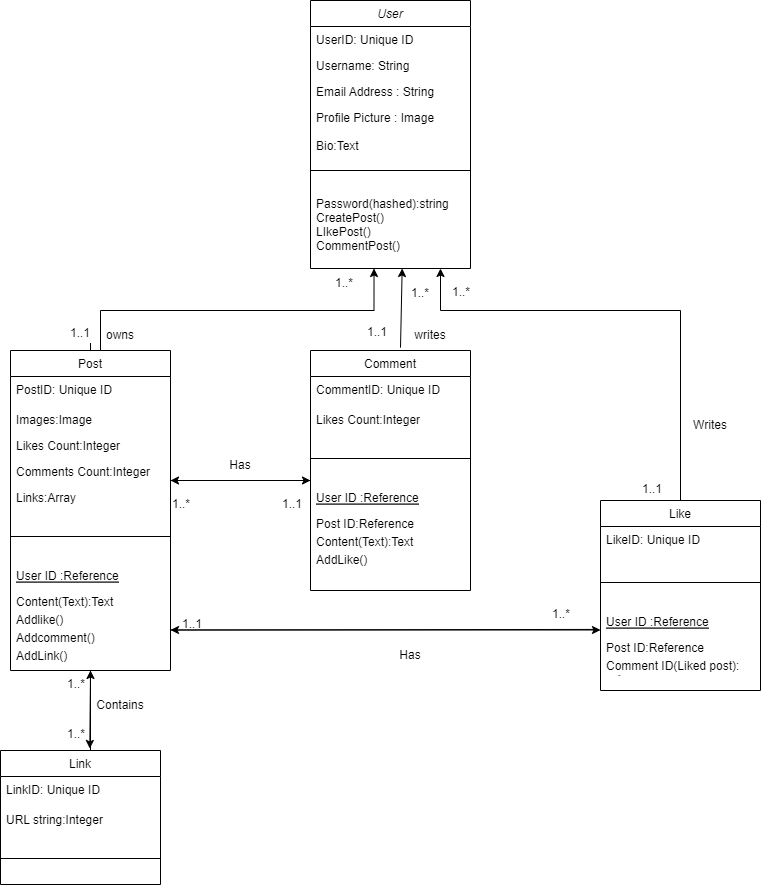 User
UserID: Unique ID
Username: String
Email Address : String
Profile Picture : Image
Bio:Text
Password(hashed):string
CreatePost()
LIkePost()
CommentPost()
1..*
1..*
1..*
1..1
owns
1..1
writes
Post
PostID: Unique ID
Images:Image
Likes Count:Integer
Comments Count:Integer
Links:Array
User ID :Reference
Content(Text):Text
Addlike()
Addcomment()
AddLink()
Has
1..*
1..1
Comment
CommentID: Unique ID
Likes Count:Integer
User ID :Reference
Post ID:Reference
Content(Text):Text
AddLike()
Writes
1..1
Like
LikeID: Unique ID
User ID :Reference
Post ID:Reference
Comment ID(Liked post):
1..1
1..*
Has
1..*
Contains
1..*
Link
LinkID: Unique ID
URL string:Integer